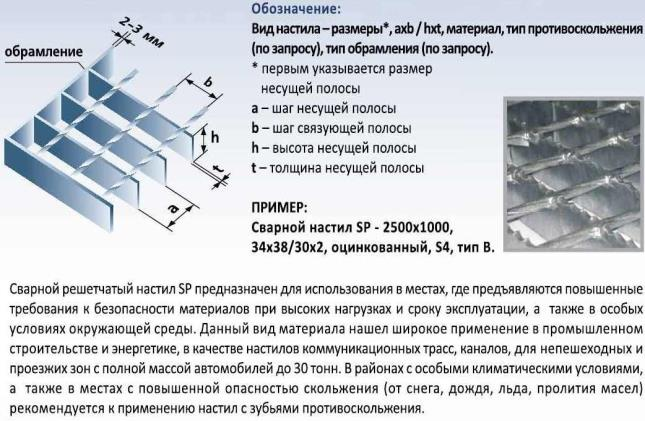 2-3 мм
обрамление
b
h
t
a
Обозначение:
Вид настила – размеры*, axb / hxt, материал, тип противоскольжения
(по запросу), тип обрамления (по запросу).
* первым указывается размер
несущей полосы
a – шаг несущей полосы
b – шаг связующей полосы
h – высота несущей полосы
t – толщина несущей полосы
ПРИМЕР:
Сварной настил SP - 2500x1000,
34x38/30x2, оцинкованный, S4, тип В.
Сварной решетчатый настил SP предназначен для использования в местах, где предъявляются повышенные
требования к безопасности материалов при высоких нагрузках и сроку эксплуатации, а также в особых
условиях окружающей среды. Данный вид материала нашел широкое применение в промышленном
строительстве и энергетике, в качестве настилов коммуникационных трасс, каналов, для непешеходных и
проезжих зон с полной массой автомобилей до 30 тонн. В районах с особыми климатическими условиями,
а также в местах с повышенной опасностью скольжения (от снега, дождя, льда, пролития масел)
рекомендуется к применению настил с зубьями противоскольжения.